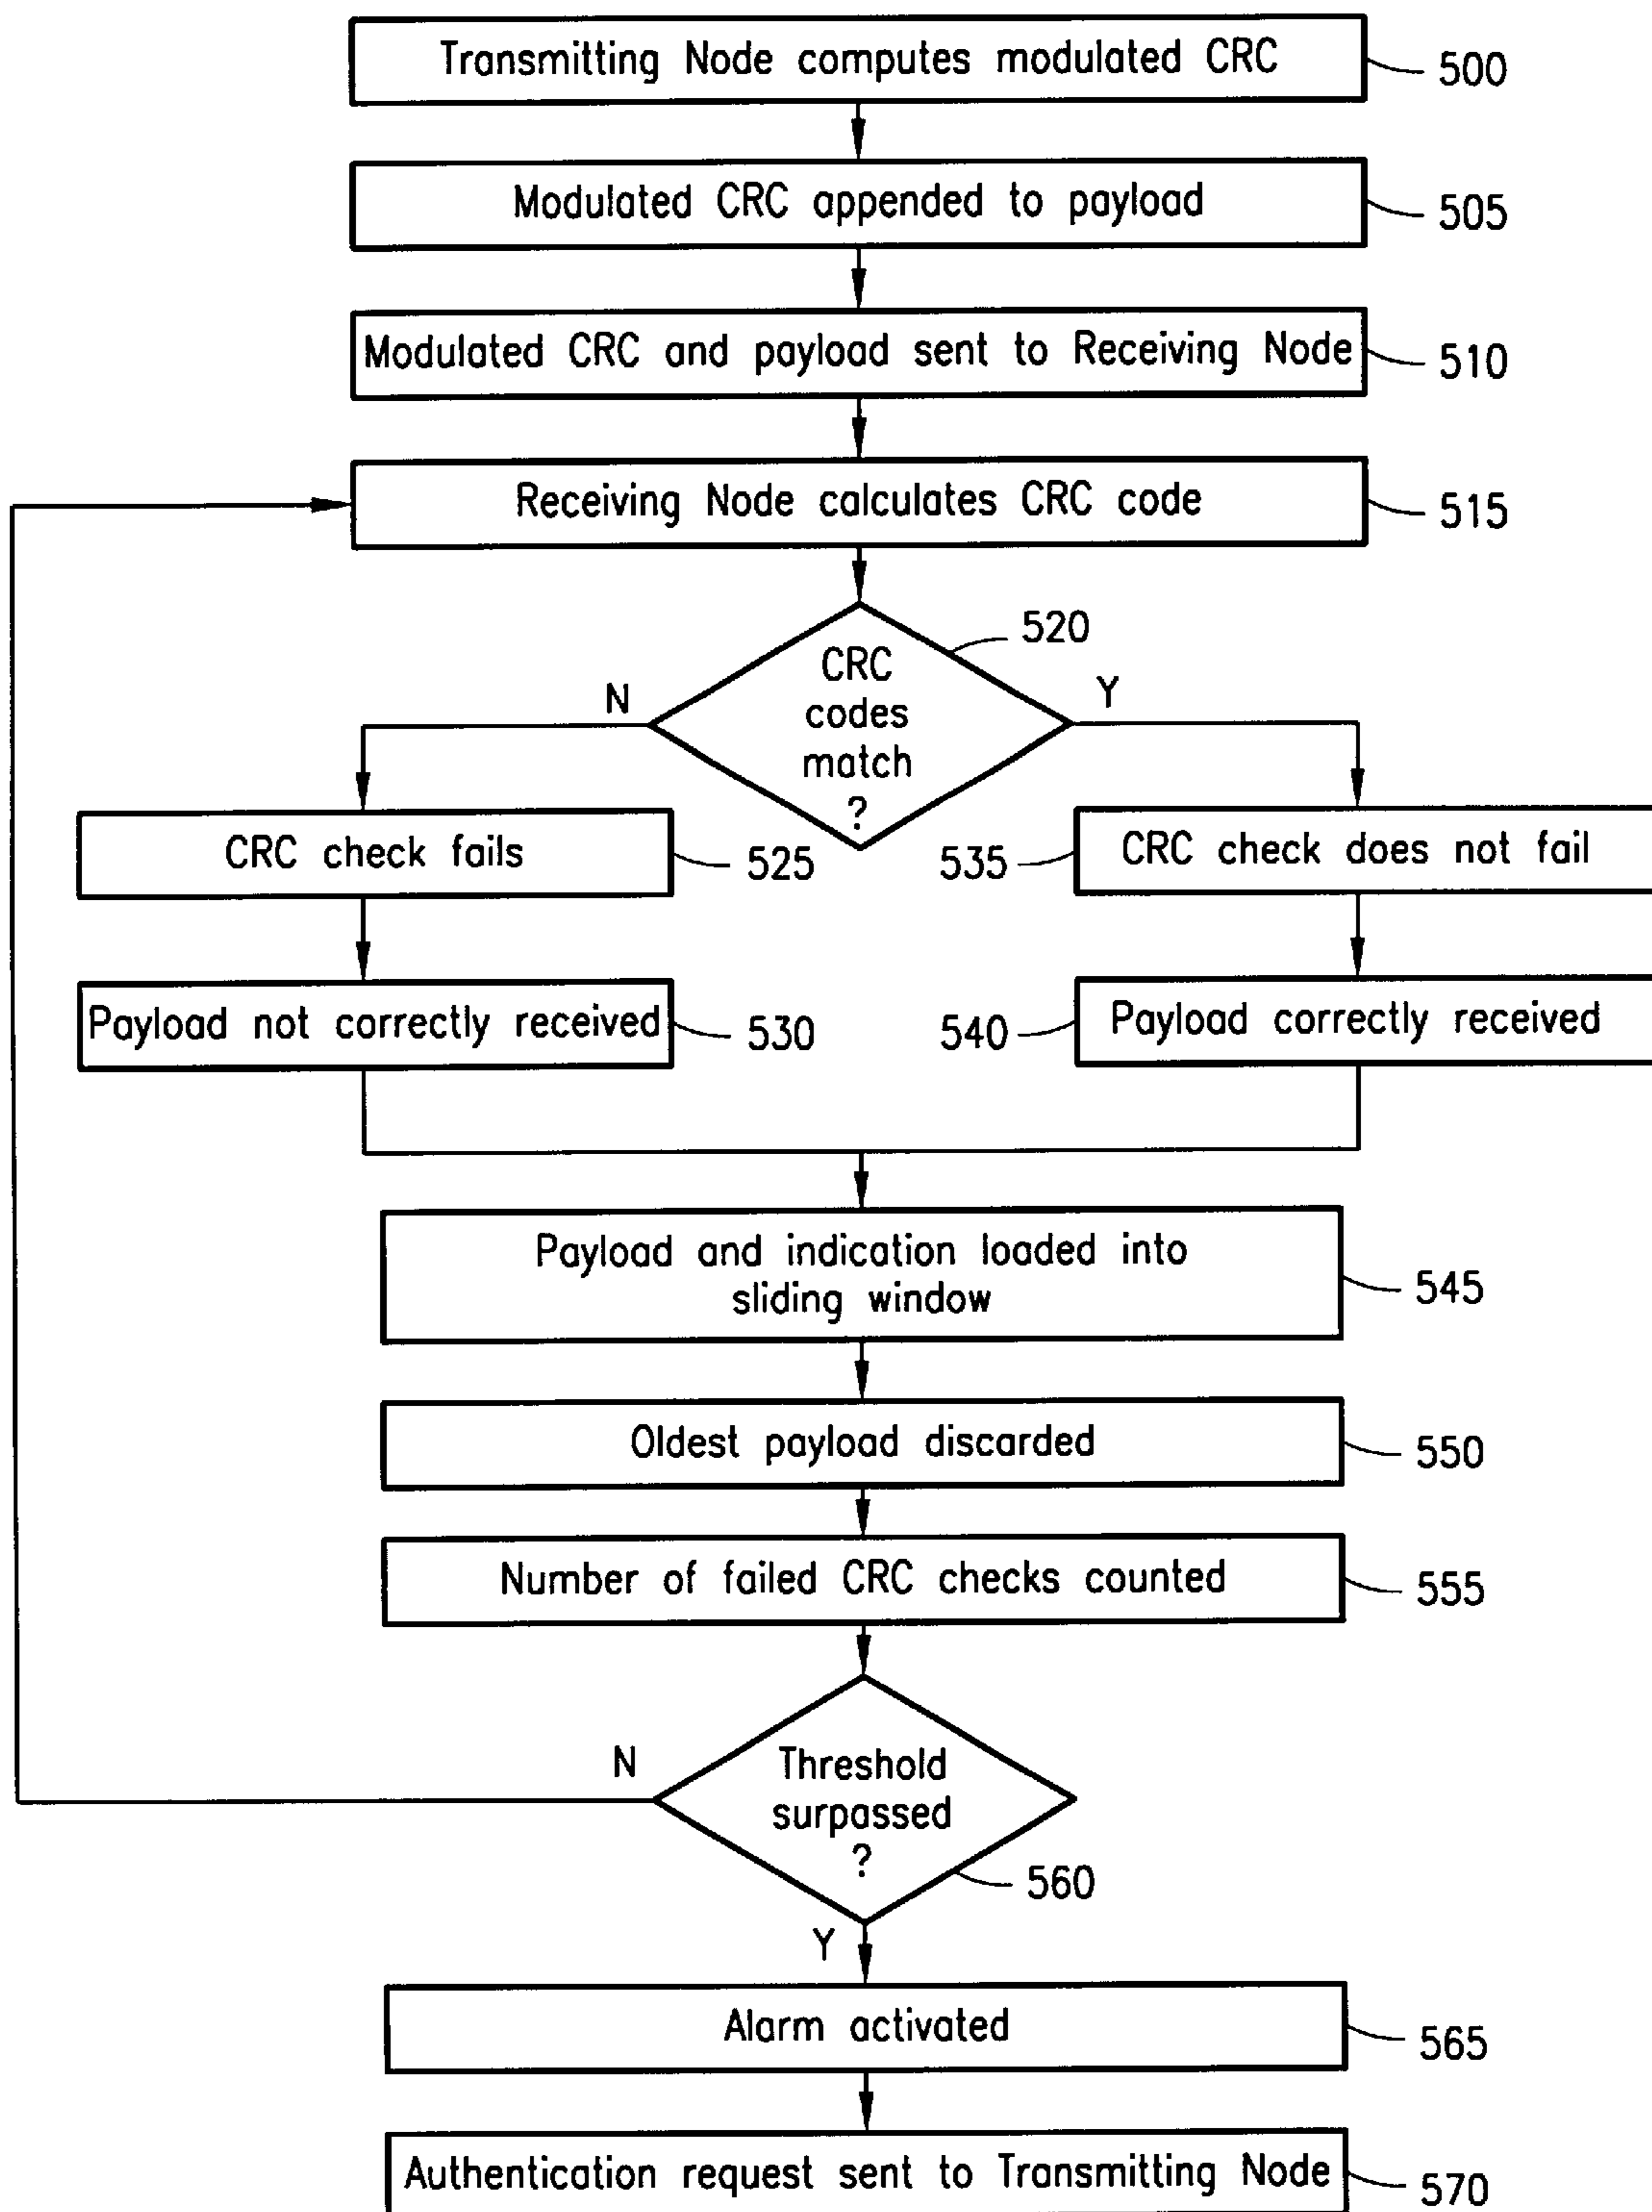 Transmitting Node computes modulated CRC
500
Modulated CRC appended to payload
505
Modulated CRC and payload sent to Receiving Node
510
Receiving Node calculates CRC code
515
520
CRC
codes
match
?
N
Y
CRC check fails
525
535
CRC check does not fail
Payload not correctly received
530
540
Payload correctly received
Payload and indication loaded into
sliding window
545
Oldest payload discarded
550
Number of failed CRC checks counted
555
N
Threshold
surpassed
?
560
Y
Alarm activated
565
Authentication request sent to Transmitting Node
570